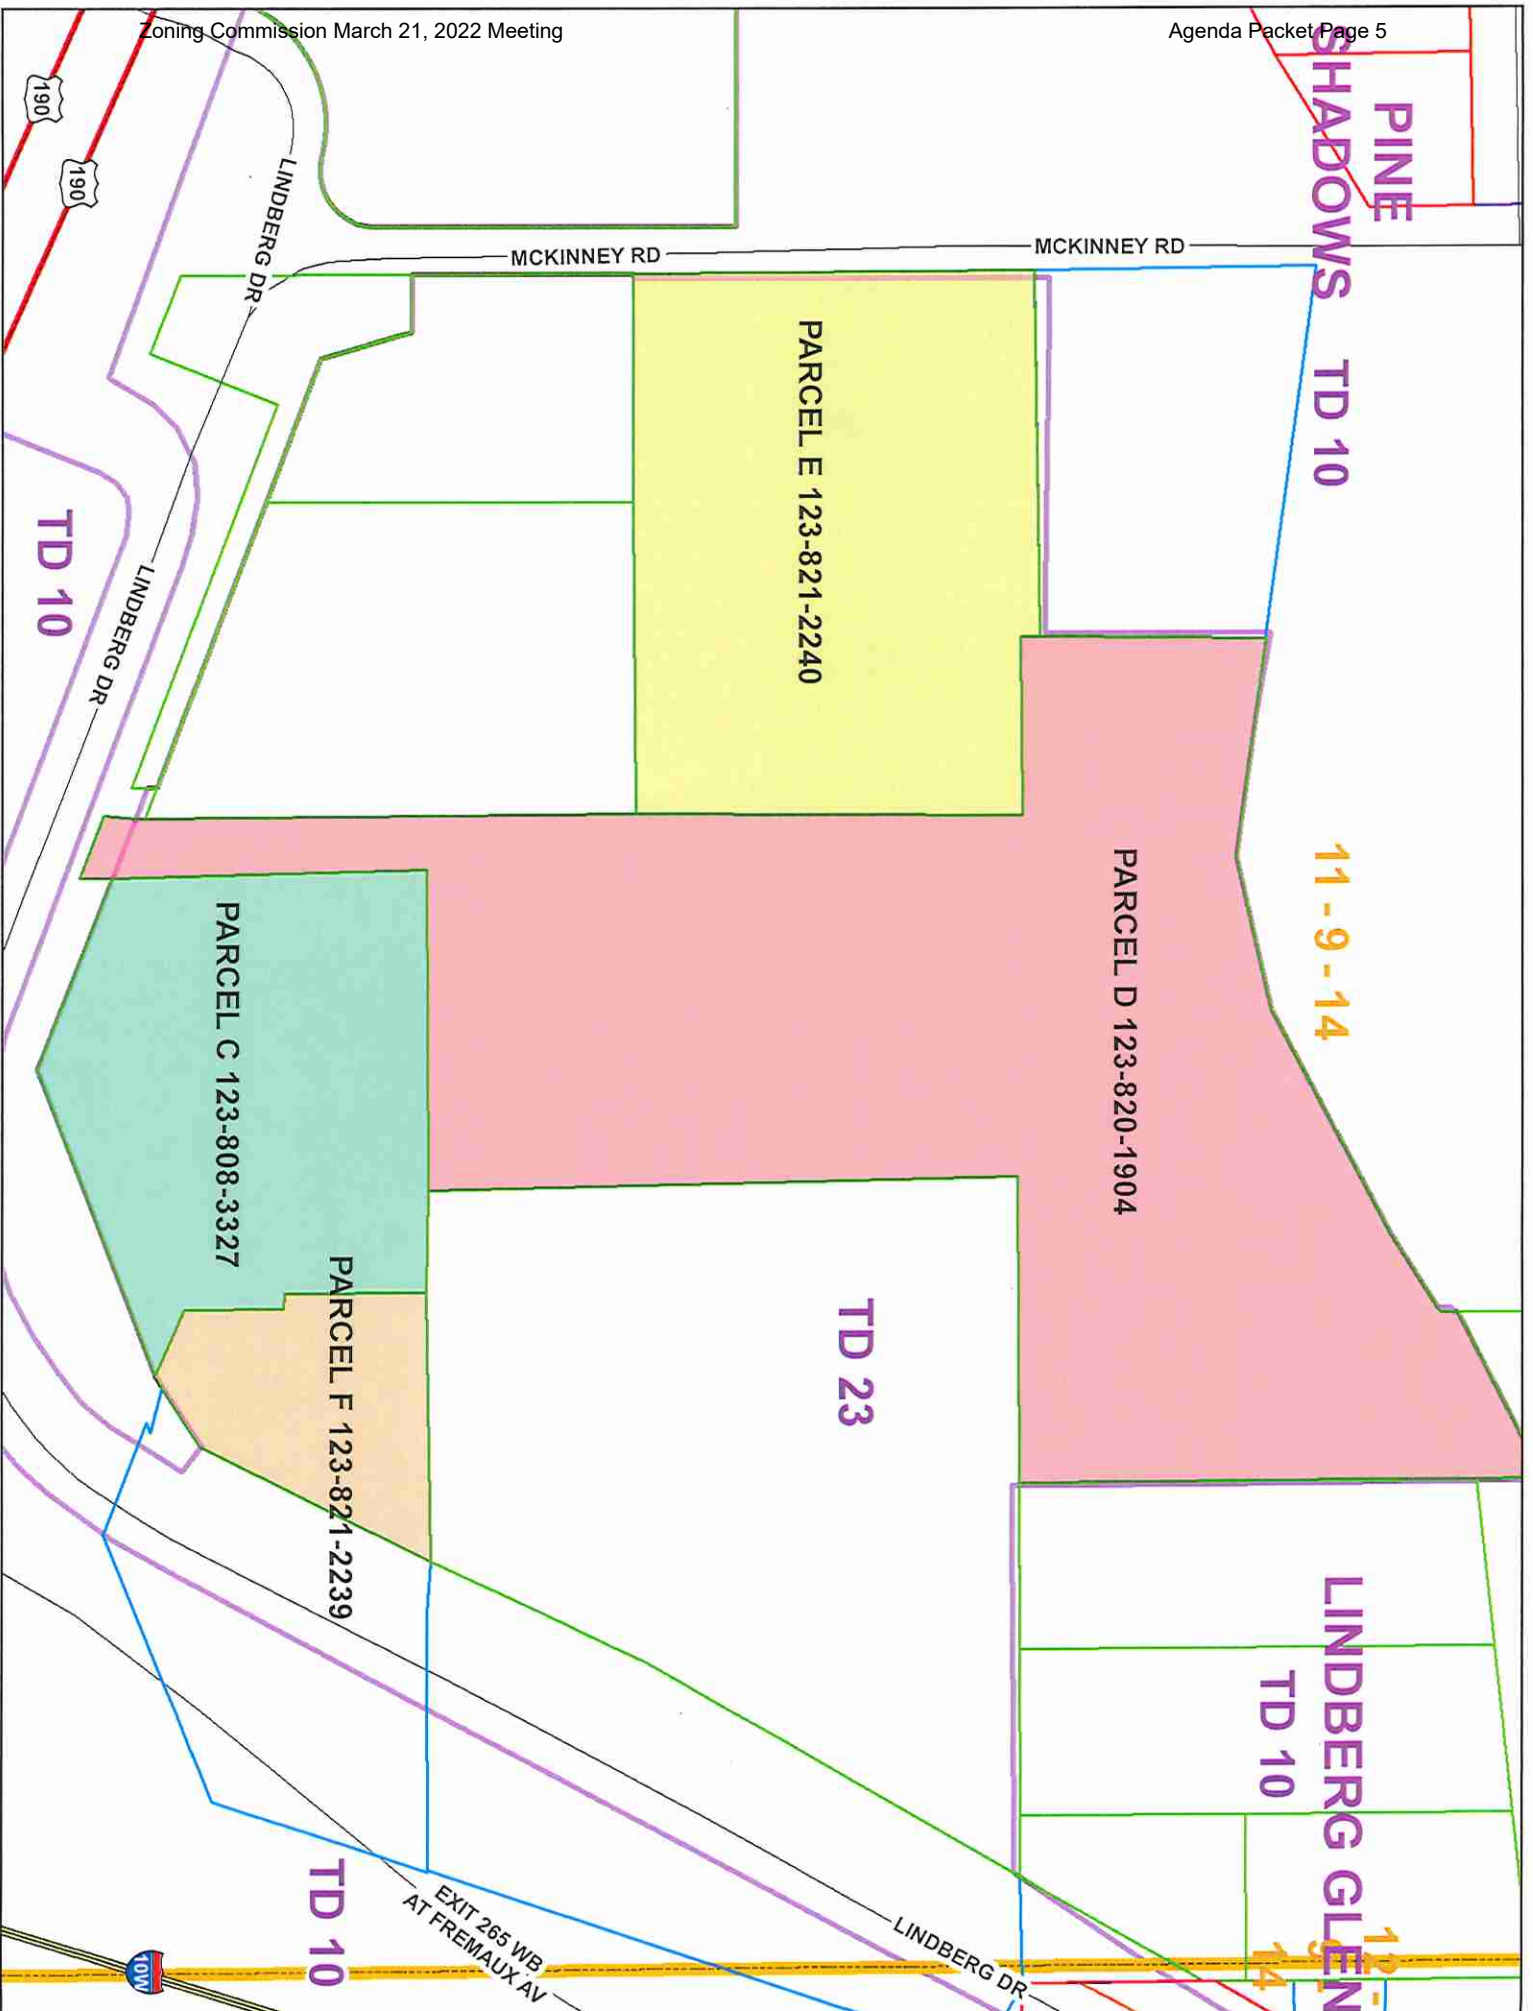 Zoning Commission March 21, 2022 Meeting
Agenda Packet Page 5
PINE
SHADOWS
TD 10
190
190
LINDBERG DR
MCKINNEY RD
MCKINNEY RD
PARCEL E 123-821-2240
TD 10
LINDBERG DR
11 - 9 - 14
PARCEL D 123-820-1904
PARCEL C 123-808-3327
PARCEL F 123-821-2239
TD 23
LINDBERG GLEN
TD 10
TD 10
EXIT 265 WB
AT FREMAUX AV
LINDBERG DR
10W
12 -
14